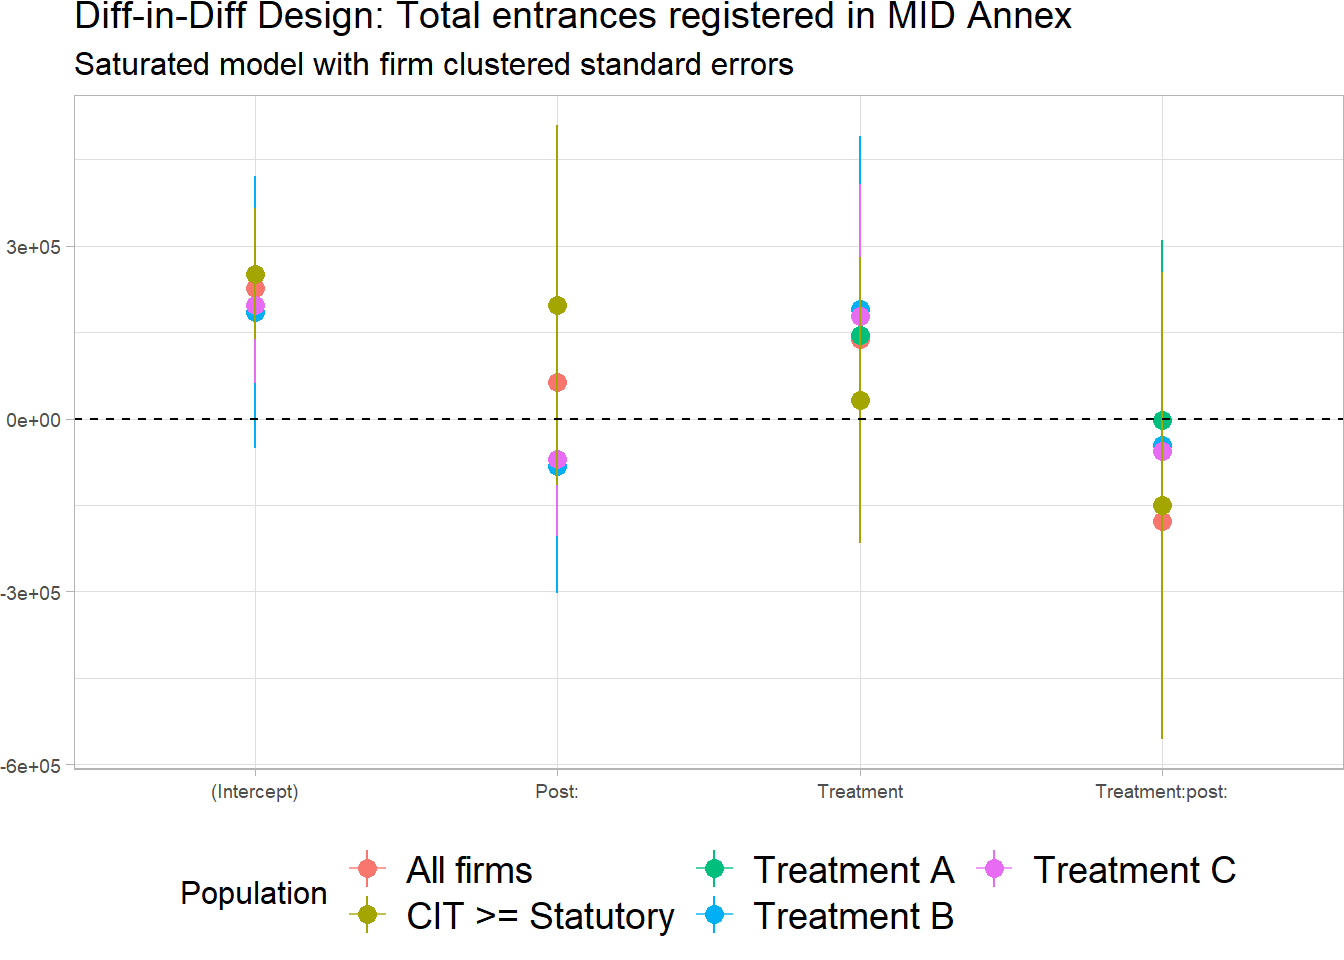 Diff-in-Diff Design: Total entrances registered in MID Annex
Saturated model with firm clustered standard errors
3e+05
0e+00
-3e+05
-6e+05
(Intercept)
Post:
Treatment
Treatment:post:
Population
All firms
CIT >= Statutory
Treatment A
Treatment B
Treatment C